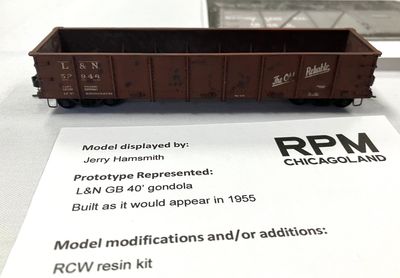 L & N
The Old Reliable
Model displayed by:
Jerry Hamsmith
RPM
CHICAGOLAND
Prototype Represented:
L&N GB 40' gondola
Built as it would appear in 1955
Model modifications and/or additions:
RCW resin kit